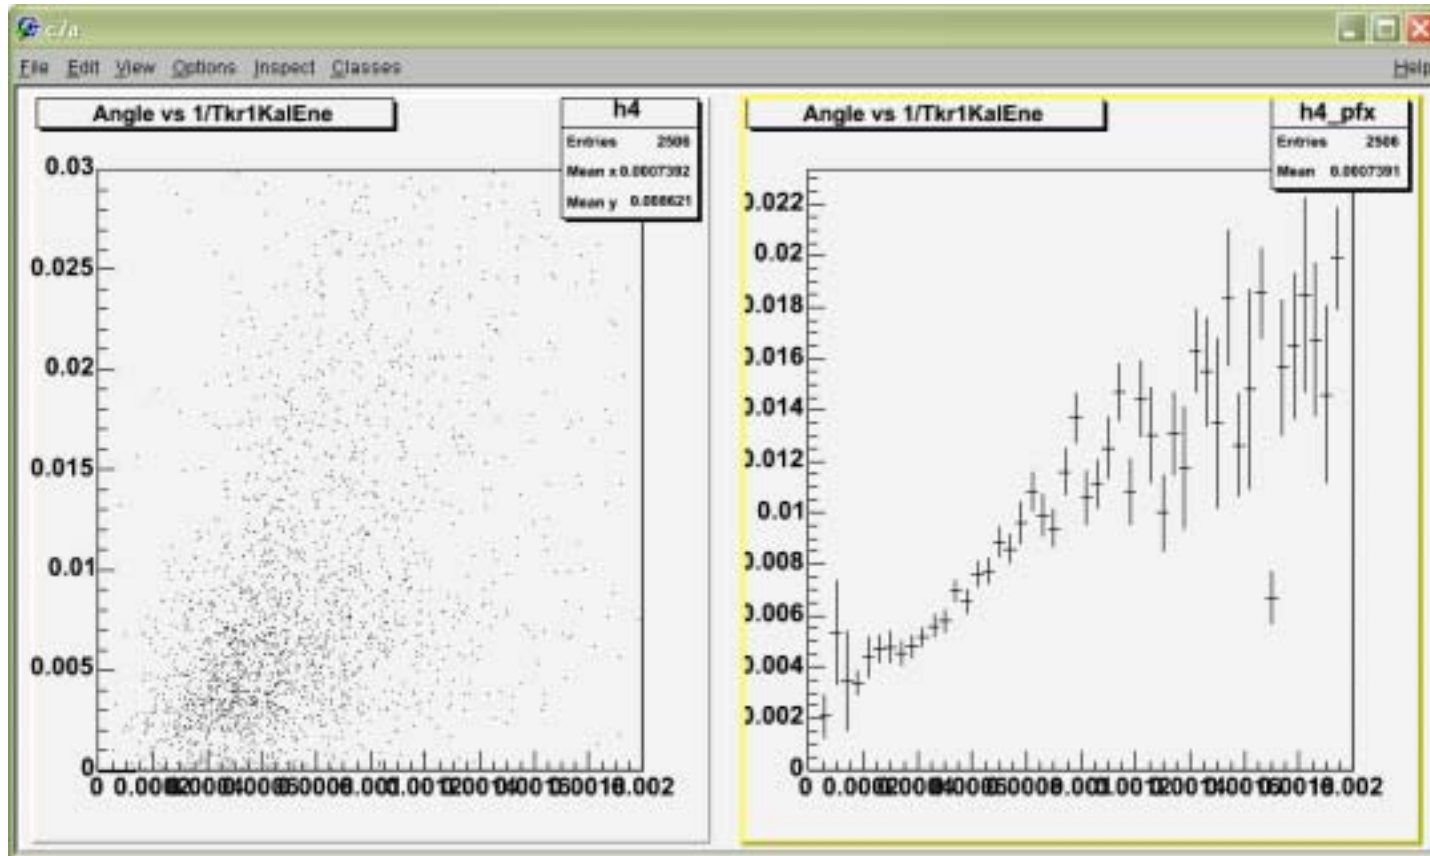 c1a
File Edit View Options Inspect Classes Help
Angle vs 1/Tkr1KalEne
h4
Entries 2506
Mean x 0.0007392
Mean y 0.008621
0.03
0.025
0.02
0.015
0.01
0.005
0
0 0.002
Angle vs 1/Tkr1KalEne
h4_pfx
Entries 2506
Mean 0.0007391
0.022
0.02
0.018
0.016
0.014
0.012
0.01
0.008
0.006
0.004
0.002
0
0 0.002